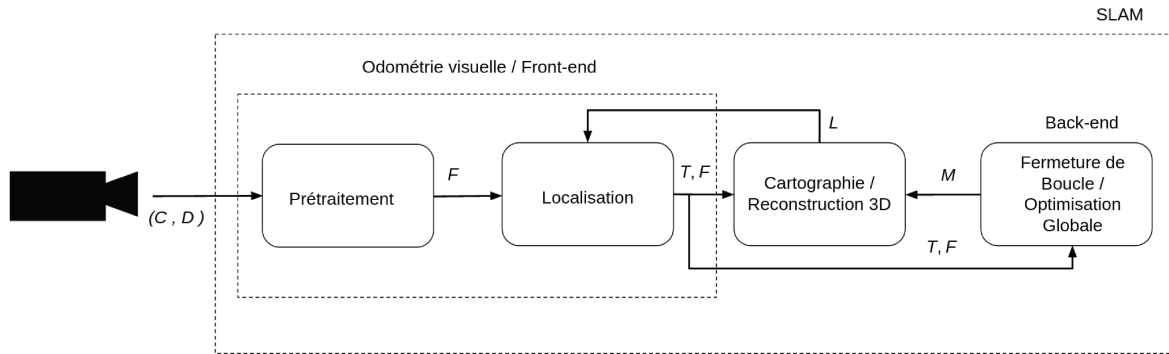 SLAM
Odométrie visuelle / Front-end
L
Back-end
(C , D )
Prétraitement
F
Localisation
T, F
Cartographie /
Reconstruction 3D
M
Fermeture de
Boucle /
Optimisation
Globale
T, F